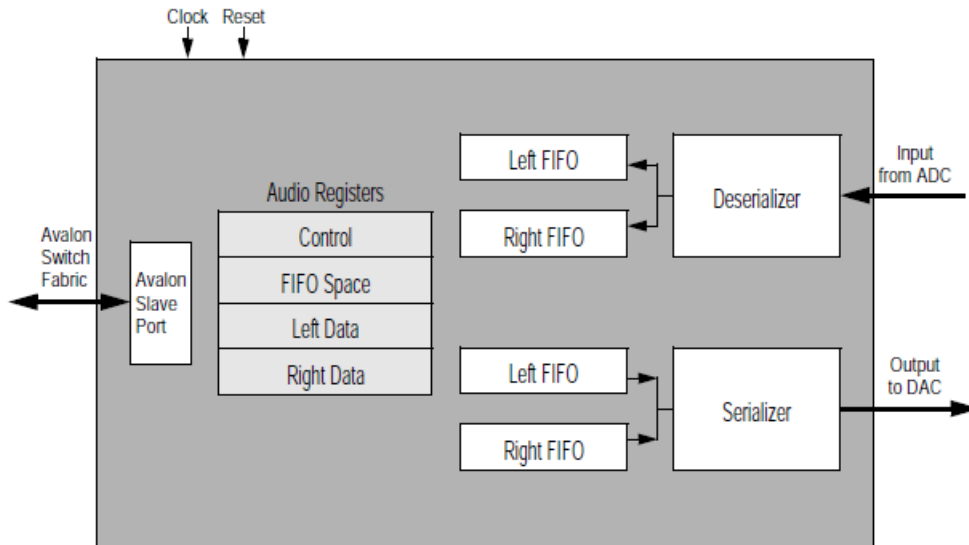 Clock Reset
Left FIFO
Right FIFO
Deserializer
Input
from ADC
Audio Registers
Control
FIFO Space
Left Data
Right Data
Avalon
Switch
Fabric
Avalon
Slave
Port
Left FIFO
Right FIFO
Serializer
Output
to DAC